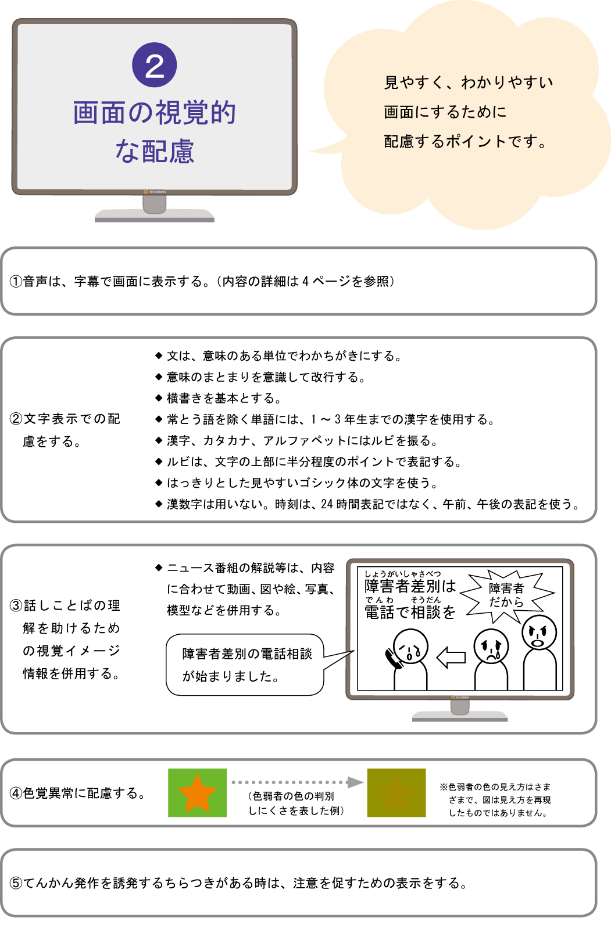 2
画面の視覚的
な配慮
見やすく、わかりやすい
画面にするために
配慮するポイントです。
①音声は、字幕で画面に表示する。(内容の詳細は4ページを参照)
②文字表示での配
慮をする。
◆ 文は、意味のある単位でわかちがきにする。
◆ 意味のまとまりを意識して改行する。
◆ 横書きを基本とする。
◆ 常とう語を除く単語には、1~3年生までの漢字を使用する。
◆ 漢字、カタカナ、アルファベットにはルビを振る。
◆ ルビは、文字の上部に半分程度のポイントで表記する。
◆ はっきりとした見やすいゴシック体の文字を使う。
◆ 漢数字は用いない。時刻は、24時間表記ではなく、午前、午後の表記を使う。
③話しことばの理
解を助けるため
の視覚イメージ
情報を併用する。
◆ ニュース番組の解説等は、内容
に合わせて動画、図や絵、写真、
模型などを併用する。
障害者差別の電話相談
が始まりました。
しょうがいしゃさべつ
障害者差別は
でんわ そうだん
電話で相談を
障害者
だから
④色覚異常に配慮する。
(色弱者の色の判別
しにくさを表した例)
※色弱者の色の見え方はさま
ざまで、図は見え方を再現
したものではありません。
⑤てんかん発作を誘発するちらつきがある時は、注意を促すための表示をする。